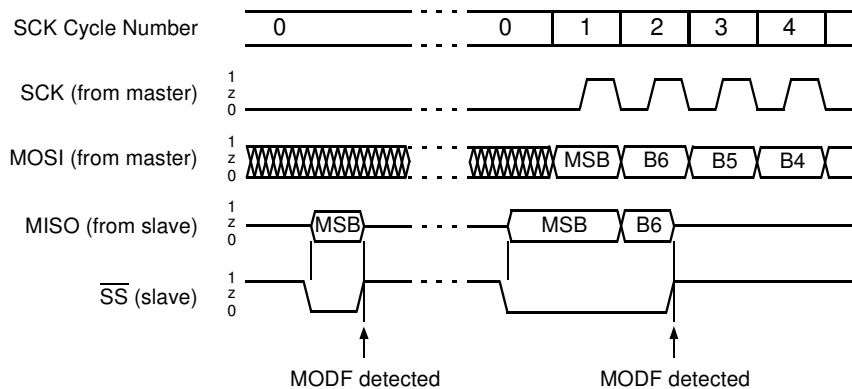 SCK Cycle Number 0 0 1 2 3 4
SCK (from master) 1 z 0
MOSI (from master) 1 z 0 MSB B6 B5 B4
MISO (from slave) 1 z 0 MSB MSB B6
SS (slave) 1 z 0
MODF detected MODF detected